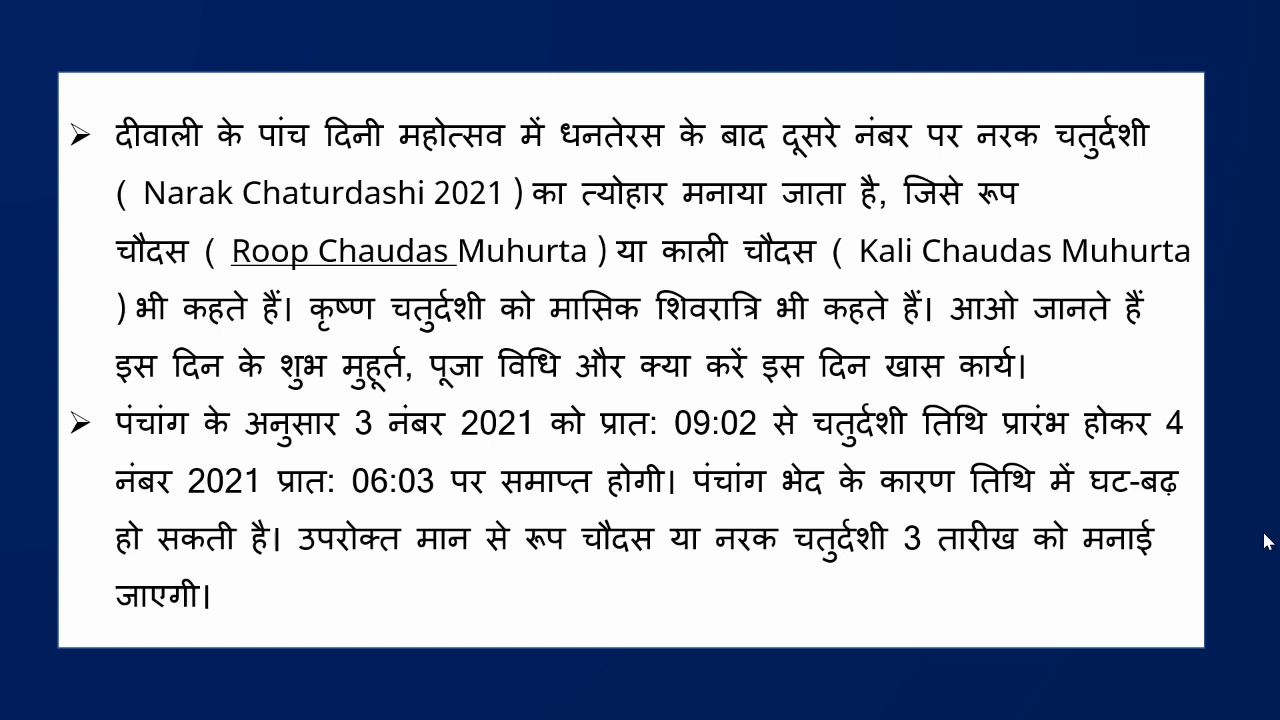 ➢ दीवाली के पांच दिनी महोत्सव में धनतेरस के बाद दूसरे नंबर पर नरक चतुर्दशी
( Narak Chaturdashi 2021 ) का त्योहार मनाया जाता है, जिसे रूप
चौदस ( Roop Chaudas Muhurta ) या काली चौदस ( Kali Chaudas Muhurta
) भी कहते हैं। कृष्ण चतुर्दशी को मासिक शिवरात्रि भी कहते हैं। आओ जानते हैं
इस दिन के शुभ मुहूर्त, पूजा विधि और क्या करें इस दिन खास कार्य।
➢ पंचांग के अनुसार 3 नंबर 2021 को प्रात: 09:02 से चतुर्दशी तिथि प्रारंभ होकर 4
नंबर 2021 प्रात: 06:03 पर समाप्त होगी। पंचांग भेद के कारण तिथि में घट-बढ़
हो सकती है। उपरोक्त मान से रूप चौदस या नरक चतुर्दशी 3 तारीख को मनाई
जाएगी।